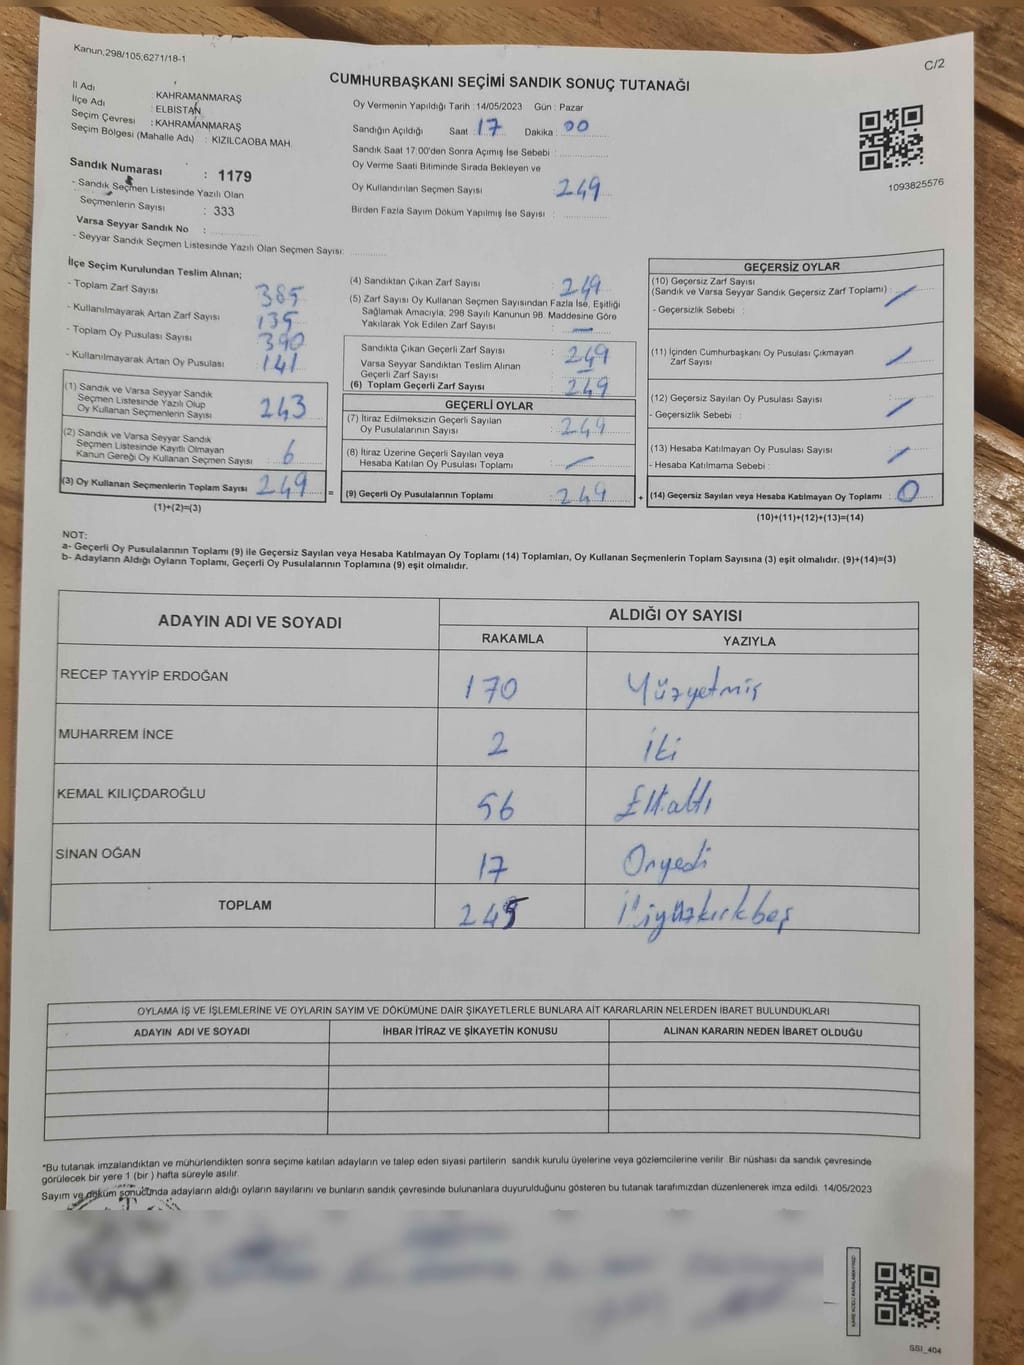 Kanun;298/105,6271/18-1
C/2
CUMHURBAŞKANI SEÇİMİ SANDIK SONUÇ TUTANAĞI
İl Adı : KAHRAMANMARAŞ
İlçe Adı : ELBİSTAN
Seçim Çevresi : KAHRAMANMARAŞ
Seçim Bölgesi (Mahalle Adı) : KIZILCAOBA MAH.
Sandık Numarası : 1179
- Sandık Seçmen Listesinde Yazılı Olan
Seçmenlerin Sayısı : 333
Varsa Seyyar Sandık No :
- Seyyar Sandık Seçmen Listesinde Yazılı Olan Seçmen Sayısı:
Oy Vermenin Yapıldığı Tarih : 14/05/2023 Gün : Pazar
Sandığın Açıldığı Saat : 17 Dakika : 00
Sandık Saat 17:00'den Sonra Açımış İse Sebebi :
Oy Verme Saati Bitiminde Sırada Bekleyen ve
Oy Kullandırılan Seçmen Sayısı : 249
Birden Fazla Sayım Döküm Yapılmış İse Sayısı :
1093825576
İlçe Seçim Kurulundan Teslim Alınan;
- Toplam Zarf Sayısı : 385
- Kullanılmayarak Artan Zarf Sayısı : 135
- Toplam Oy Pusulası Sayısı : 390
- Kullanılmayarak Artan Oy Pusulası : 141
(1) Sandık ve Varsa Seyyar Sandık
Seçmen Listesinde Yazılı Olup
Oy Kullanan Seçmenlerin Sayısı : 243
(2) Sandık ve Varsa Seyyar Sandık
Seçmen Listesinde Kayıtlı Olmayan
Kanun Gereği Oy Kullanan Seçmen Sayısı : 6
(3) Oy Kullanan Seçmenlerin Toplam Sayısı : 249
(1)+(2)=(3)
(4) Sandıktan Çıkan Zarf Sayısı : 249
(5) Zarf Sayısı Oy Kullanan Seçmen Sayısından Fazla İse, Eşitliği
Sağlamak Amacıyla; 298 Sayılı Kanunun 98. Maddesine Göre
Yakılarak Yok Edilen Zarf Sayısı : —
Sandıkta Çıkan Geçerli Zarf Sayısı : 249
Varsa Seyyar Sandıktan Teslim Alınan
Geçerli Zarf Sayısı : —
(6) Toplam Geçerli Zarf Sayısı : 249
GEÇERLİ OYLAR
(7) İtiraz Edilmeksizin Geçerli Sayılan
Oy Pusulalarının Sayısı : 249
(8) İtiraz Üzerine Geçerli Sayılan veya
Hesaba Katılan Oy Pusulası Toplamı : —
= (9) Geçerli Oy Pusulalarının Toplamı : 249 +
GEÇERSİZ OYLAR
(10) Geçersiz Zarf Sayısı
(Sandık ve Varsa Seyyar Sandık Geçersiz Zarf Toplamı) : —
- Geçersizlik Sebebi :
(11) İçinden Cumhurbaşkanı Oy Pusulası Çıkmayan
Zarf Sayısı : —
(12) Geçersiz Sayılan Oy Pusulası Sayısı :
- Geçersizlik Sebebi : —
(13) Hesaba Katılmayan Oy Pusulası Sayısı : —
- Hesaba Katılmama Sebebi :
(14) Geçersiz Sayılan veya Hesaba Katılmayan Oy Toplamı : 0
(10)+(11)+(12)+(13)=(14)
NOT:
a- Geçerli Oy Pusulalarının Toplamı (9) ile Geçersiz Sayılan veya Hesaba Katılmayan Oy Toplamı (14) Toplamları, Oy Kullanan Seçmenlerin Toplam Sayısına (3) eşit olmalıdır. (9)+(14)=(3)
b- Adayların Aldığı Oyların Toplamı, Geçerli Oy Pusulalarının Toplamına (9) eşit olmalıdır.
ADAYIN ADI VE SOYADI ALDIĞI OY SAYISI
RAKAMLA YAZIYLA
RECEP TAYYİP ERDOĞAN 170 Yüzyetmiş
MUHARREM İNCE 2 İki
KEMAL KILIÇDAROĞLU 56 Elli altı
SİNAN OĞAN 17 Onyedi
TOPLAM 245 İkiyüzkırkbeş
OYLAMA İŞ VE İŞLEMLERİNE VE OYLARIN SAYIM VE DÖKÜMÜNE DAİR ŞİKAYETLERLE BUNLARA AİT KARARLARIN NELERDEN İBARET BULUNDUKLARI
ADAYIN ADI VE SOYADI İHBAR İTİRAZ VE ŞİKAYETİN KONUSU ALINAN KARARIN NEDEN İBARET OLDUĞU
*Bu tutanak imzalandıktan ve mühürlendikten sonra seçime katılan adayların ve talep eden siyasi partilerin sandık kurulu üyelerine veya gözlemcilerine verilir. Bir nüshası da sandık çevresinde
görülecek bir yere 1 (bir ) hafta süreyle asılır.
Sayım ve döküm sonucunda adayların aldığı oyların sayılarını ve bunların sandık çevresinde bulunanlara duyurulduğunu gösteren bu tutanak tarafımızdan düzenlenerek imza edildi. 14/05/2023
KARE KODU KARALAMAYINIZ!
SSI_404